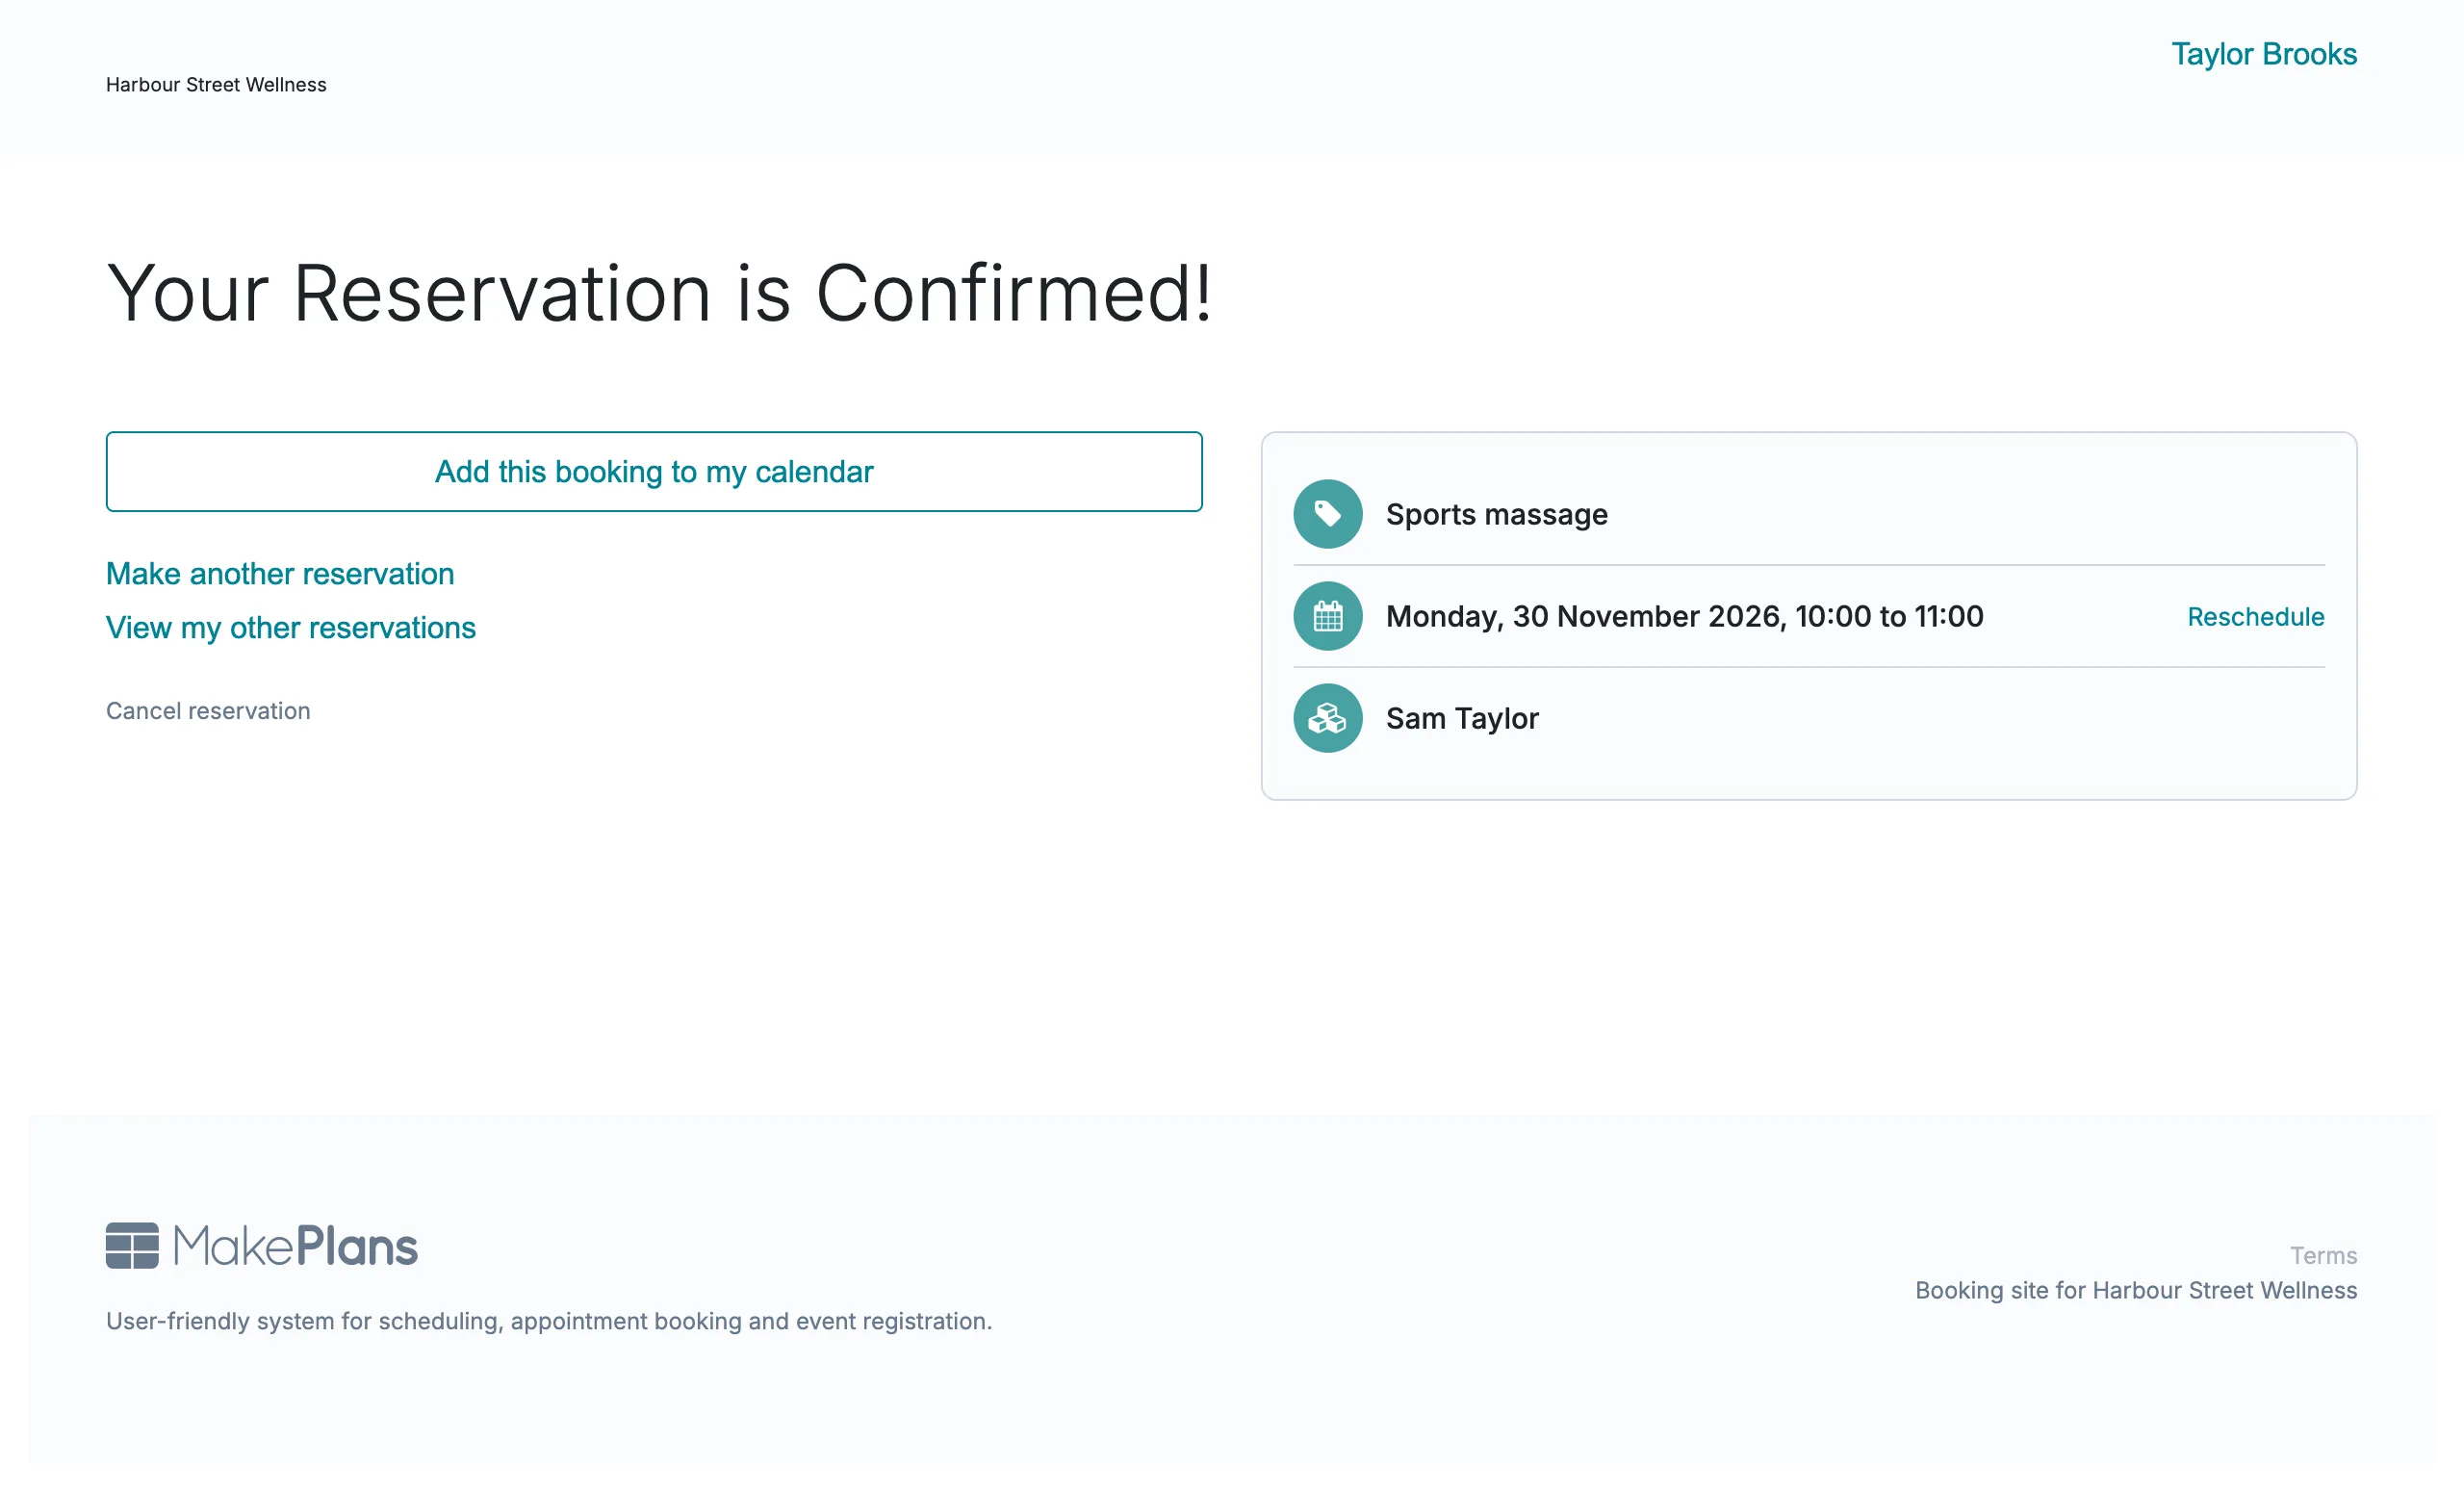 Harbour Street Wellness
Taylor Brooks
Your Reservation is Confirmed!
Add this booking to my calendar
Make another reservation
View my other reservations
Cancel reservation
Sports massage
Monday, 30 November 2026, 10:00 to 11:00
Reschedule
Sam Taylor
MakePlans
User-friendly system for scheduling, appointment booking and event registration.
Terms
Booking site for Harbour Street Wellness